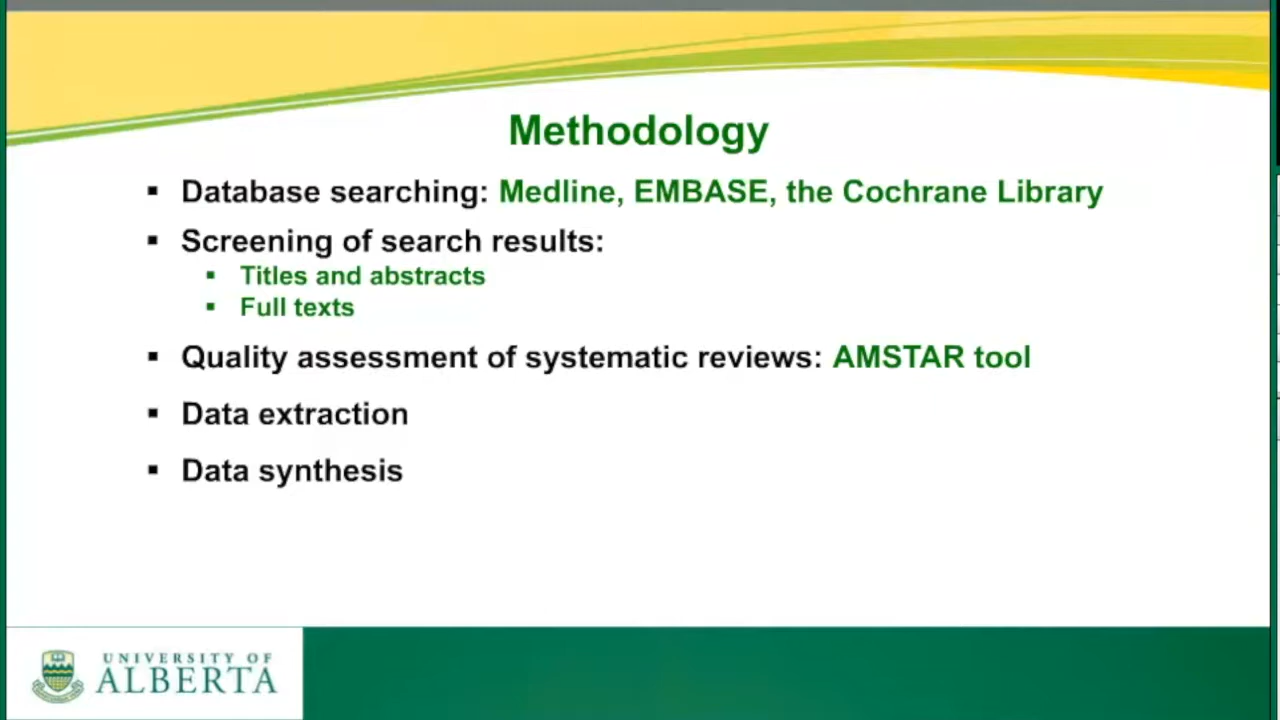 Methodology
▪ Database searching: Medline, EMBASE, the Cochrane Library
▪ Screening of search results:
▪ Titles and abstracts
▪ Full texts
▪ Quality assessment of systematic reviews: AMSTAR tool
▪ Data extraction
▪ Data synthesis
UNIVERSITY OF
ALBERTA